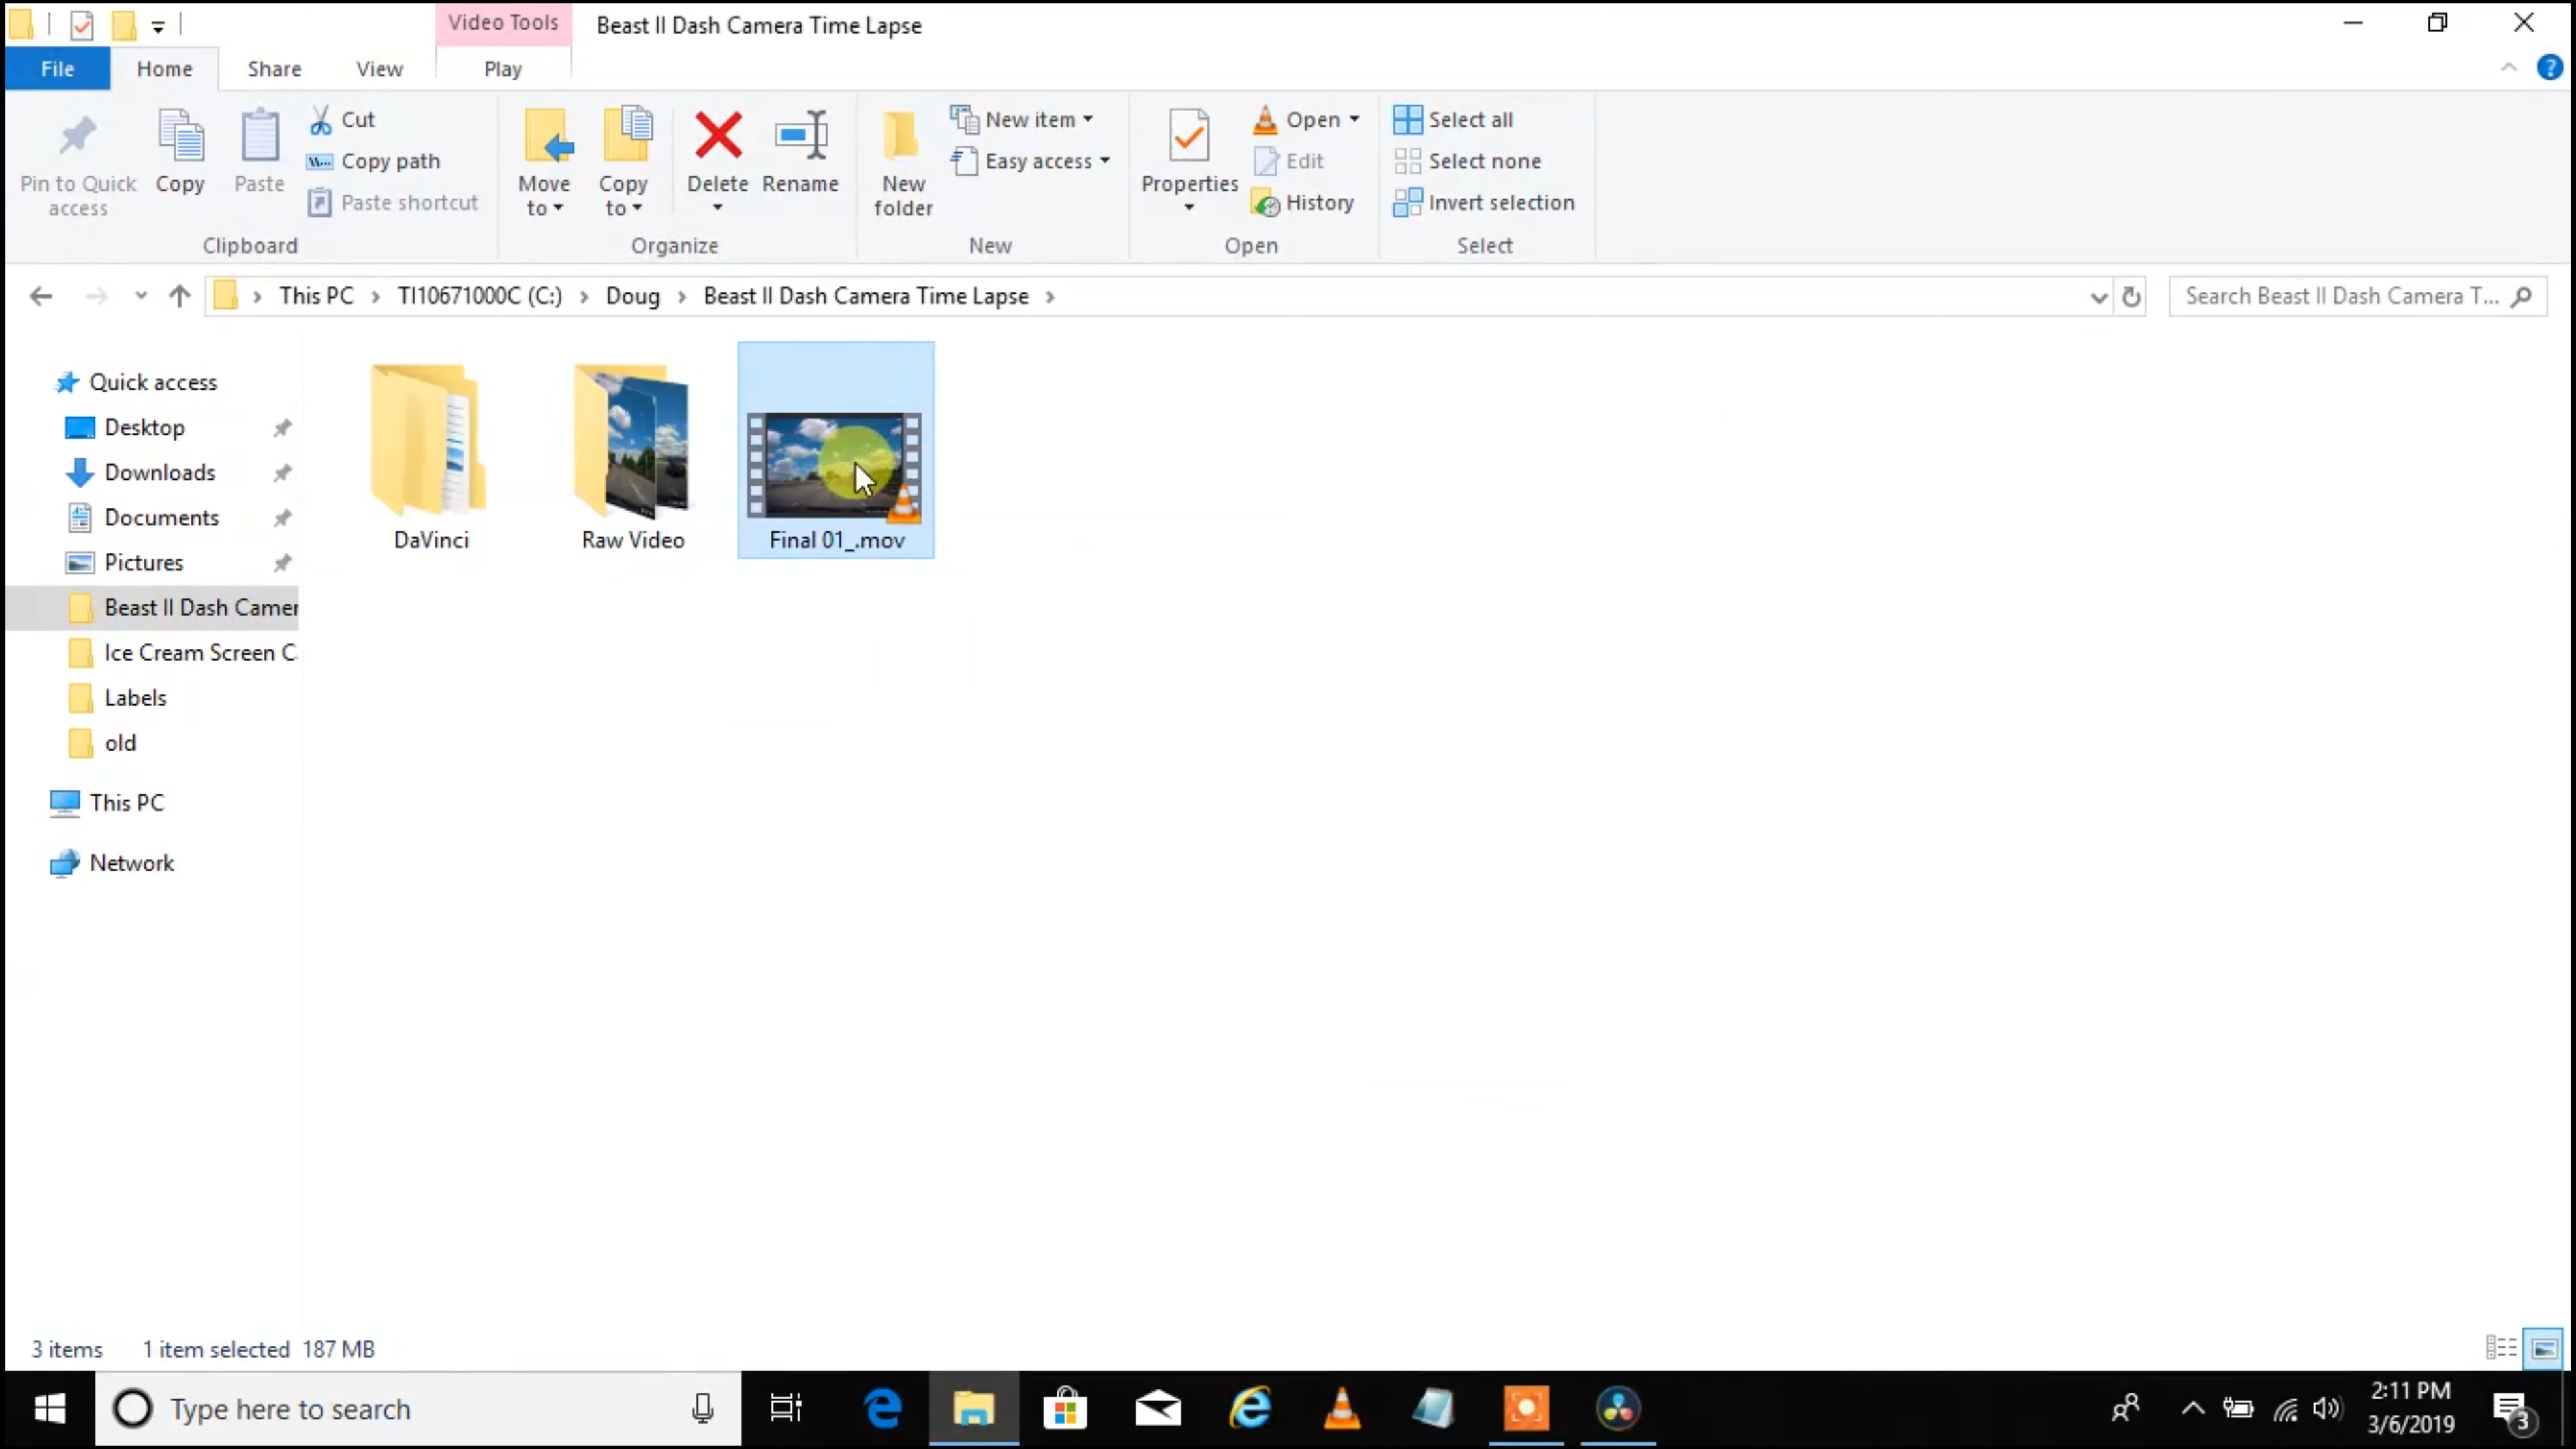 Video Tools
Beast II Dash Camera Time Lapse
File
Home
Share
View
Play
Pin to Quick access
Copy
Paste
Cut
Copy path
Paste shortcut
Clipboard
Move to
Copy to
Delete
Rename
Organize
New folder
New item
Easy access
New
Properties
Open
Edit
History
Open
Select all
Select none
Invert selection
Select
This PC
TI10671000C (C:)
Doug
Beast II Dash Camera Time Lapse
Search Beast II Dash Camera T...
Quick access
Desktop
Downloads
Documents
Pictures
Beast II Dash Camer
Ice Cream Screen C
Labels
old
This PC
Network
DaVinci
Raw Video
Final 01_.mov
3 items
1 item selected 187 MB
Type here to search
2:11 PM
3/6/2019
3